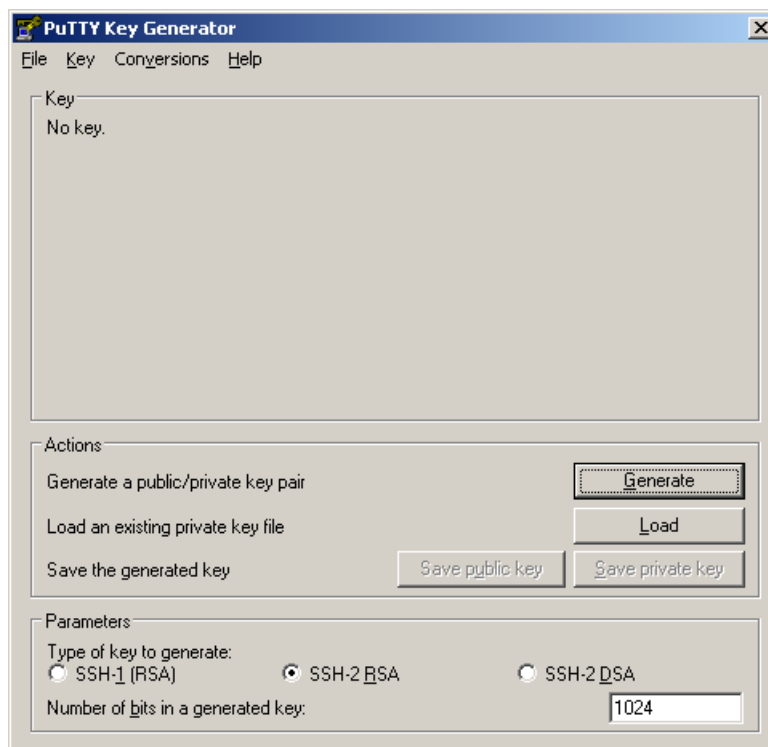 PuTTY Key Generator
File Key Conversions Help
Key
No key.
Actions
Generate a public/private key pair
Generate
Load an existing private key file
Load
Save the generated key
Save public key
Save private key
Parameters
Type of key to generate:
SSH-1 (RSA)
SSH-2 RSA
SSH-2 DSA
Number of bits in a generated key:
1024